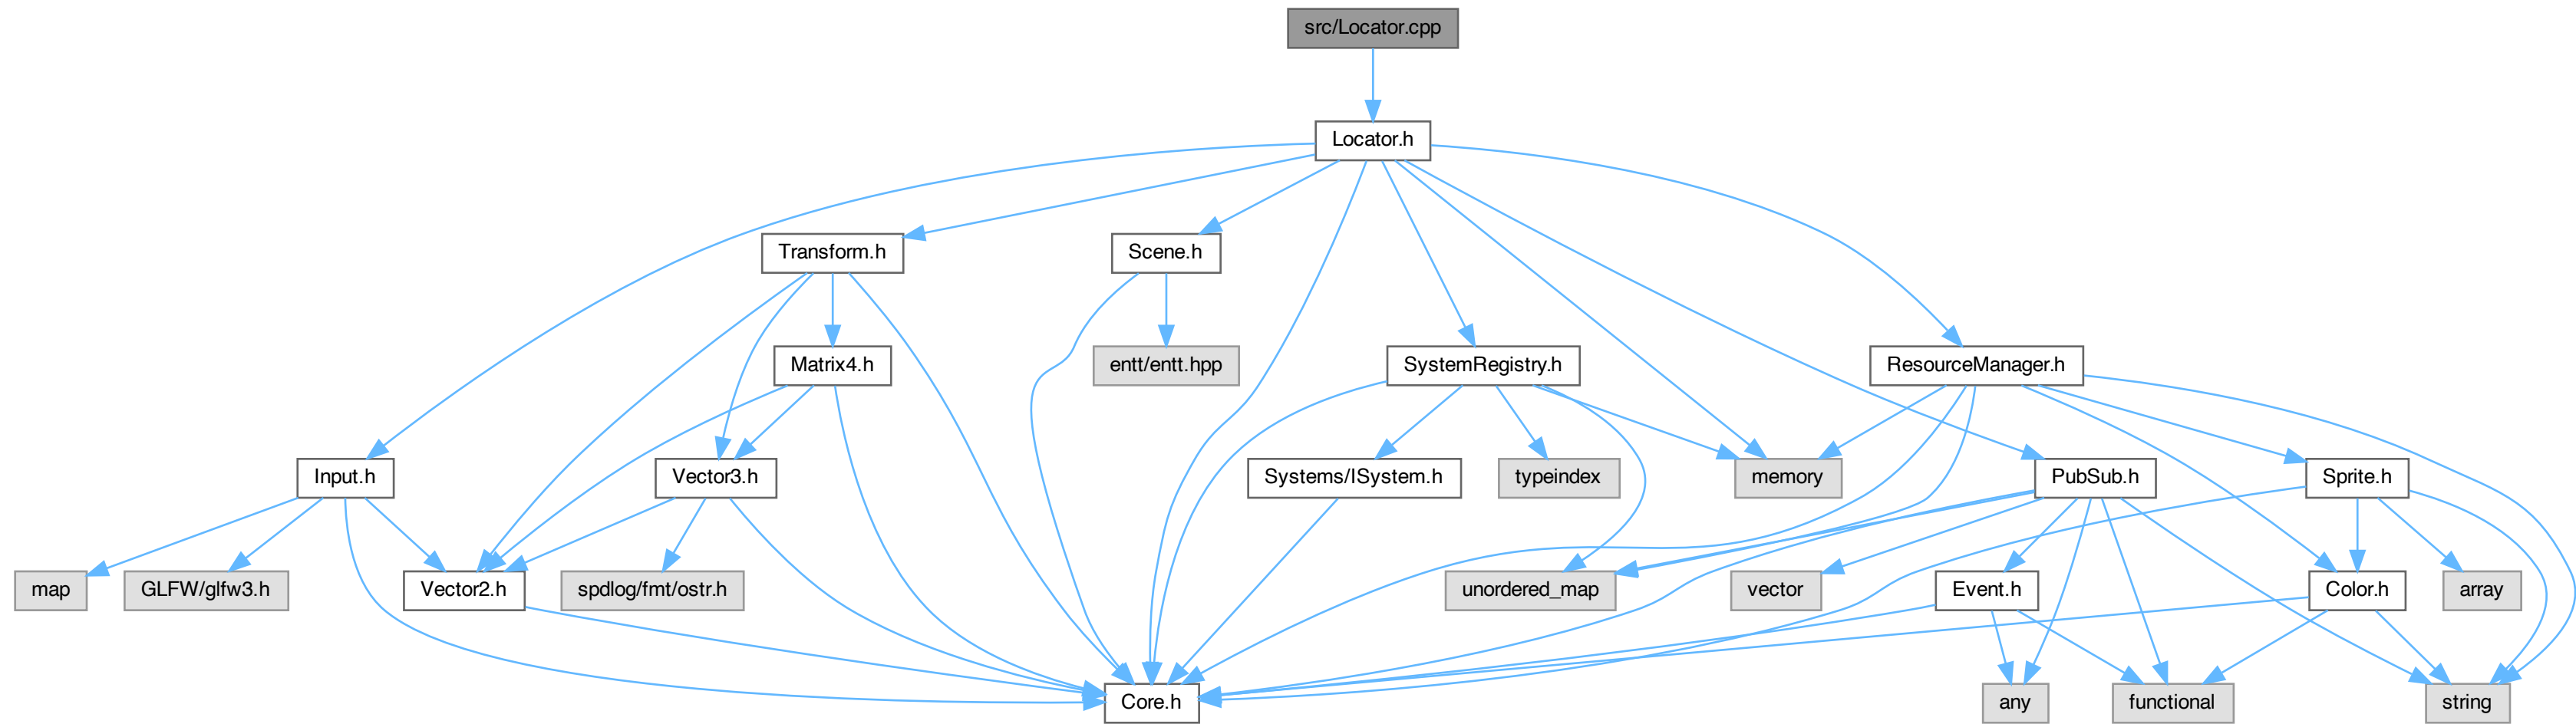 src/Locator.cpp
Locator.h
Transform.h
Scene.h
Matrix4.h
entt/entt.hpp
SystemRegistry.h
ResourceManager.h
Input.h
Vector3.h
Systems/ISystem.h
typeindex
memory
PubSub.h
Sprite.h
map
GLFW/glfw3.h
Vector2.h
spdlog/fmt/ostr.h
unordered_map
vector
Event.h
Color.h
array
Core.h
any
functional
string